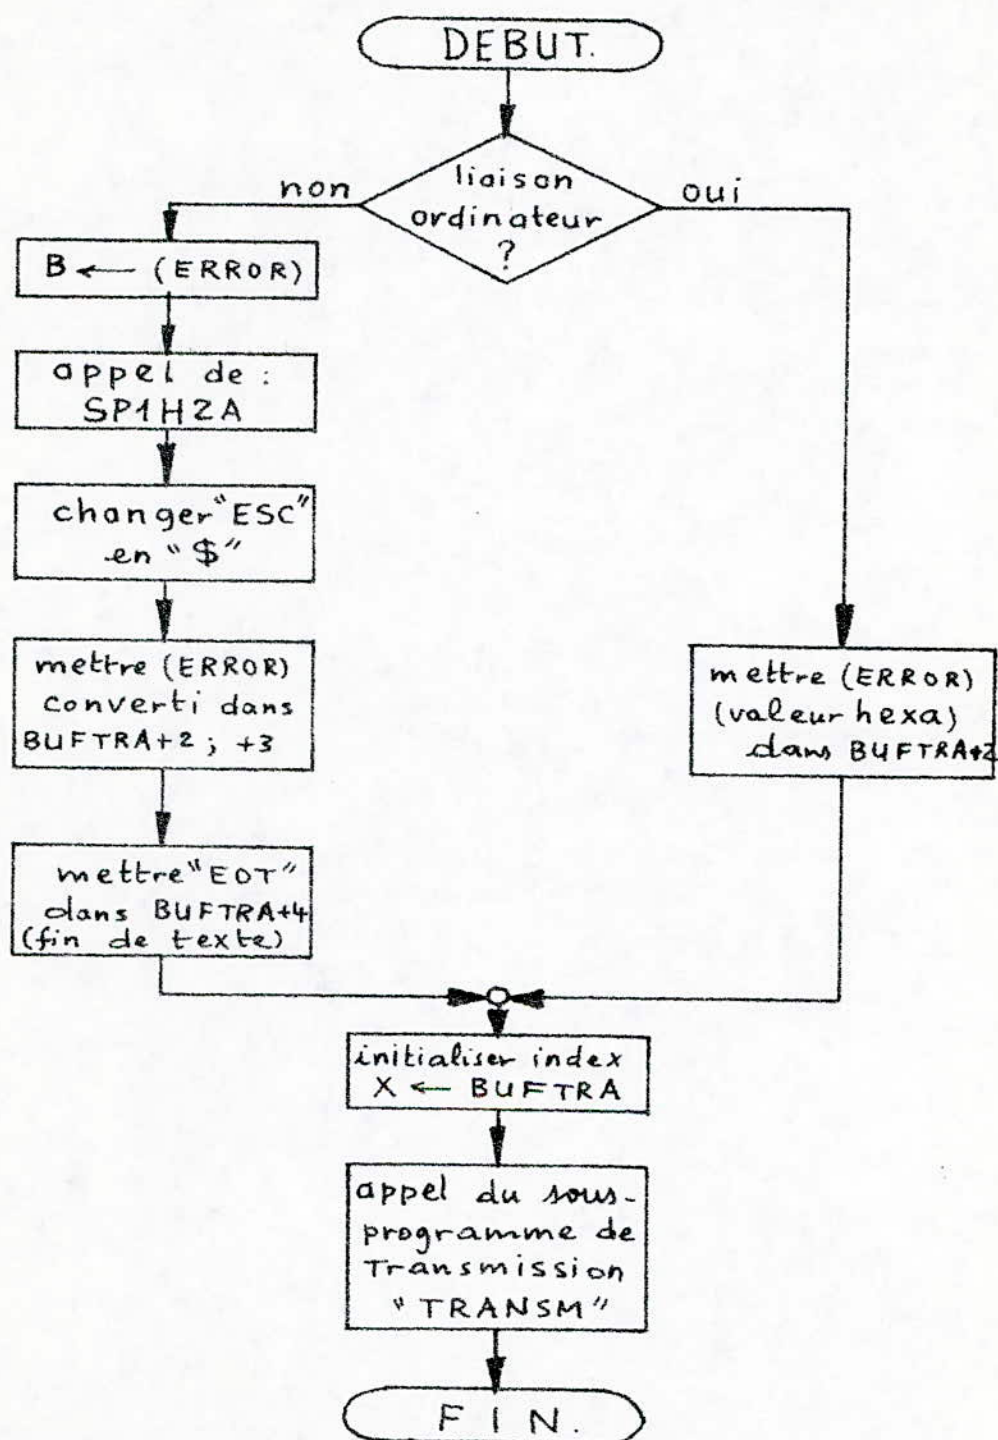 DEBUT.
liaison
ordinateur
?
non
oui
B ← (ERROR)
appel de :
SP1H2A
changer "ESC"
en "$"
mettre (ERROR)
converti dans
BUFTRA+2 ; +3
mettre "EOT"
dans BUFTRA+4
(fin de texte)
mettre (ERROR)
(valeur hexa)
dans BUFTRA+2
initialiser index
X ← BUFTRA
appel du sous-
programme de
Transmission
"TRANSM"
FIN.